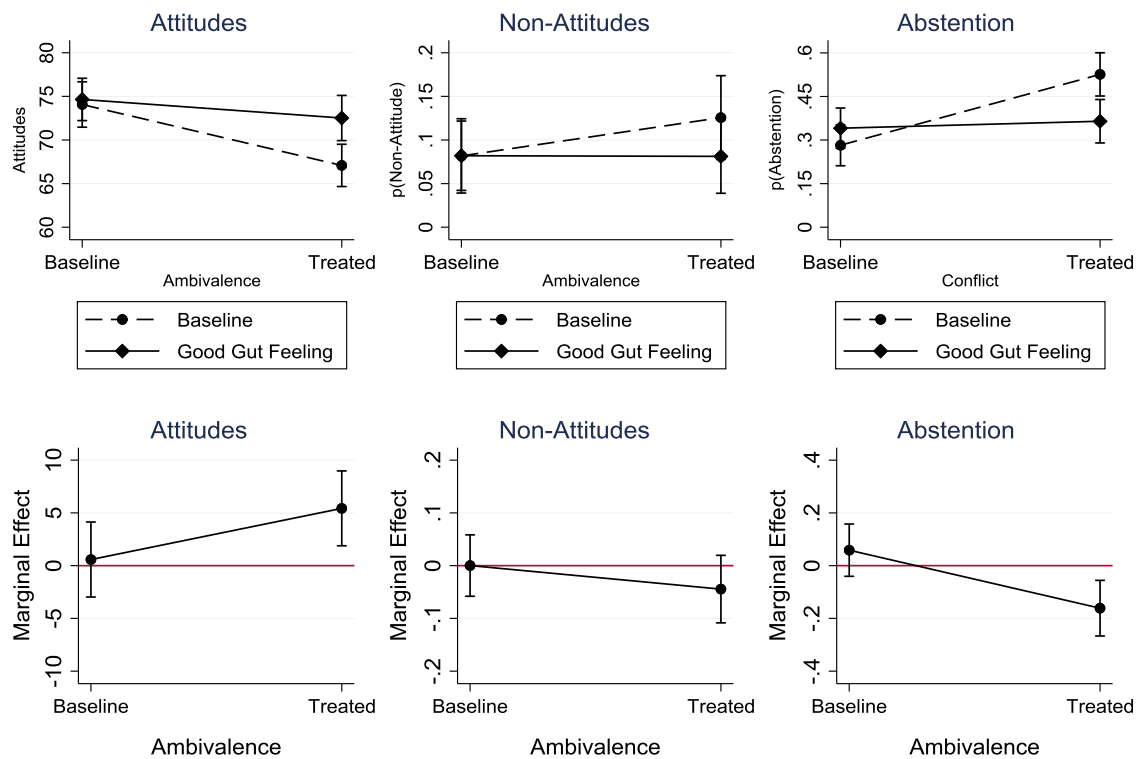 Attitudes
Attitudes
80
75
70
65
60
Baseline
Treated
Ambivalence
Baseline
Good Gut Feeling
Non-Attitudes
p(Non-Attitude)
.2
.15
.1
.05
0
Baseline
Treated
Ambivalence
Baseline
Good Gut Feeling
Abstention
p(Abstention)
.6
.45
.3
.15
0
Baseline
Treated
Conflict
Baseline
Good Gut Feeling
Attitudes
Marginal Effect
10
5
0
-5
-10
Baseline
Treated
Ambivalence
Non-Attitudes
Marginal Effect
.2
.1
0
-.1
-.2
Baseline
Treated
Ambivalence
Abstention
Marginal Effect
.4
.2
0
-.2
-.4
Baseline
Treated
Ambivalence